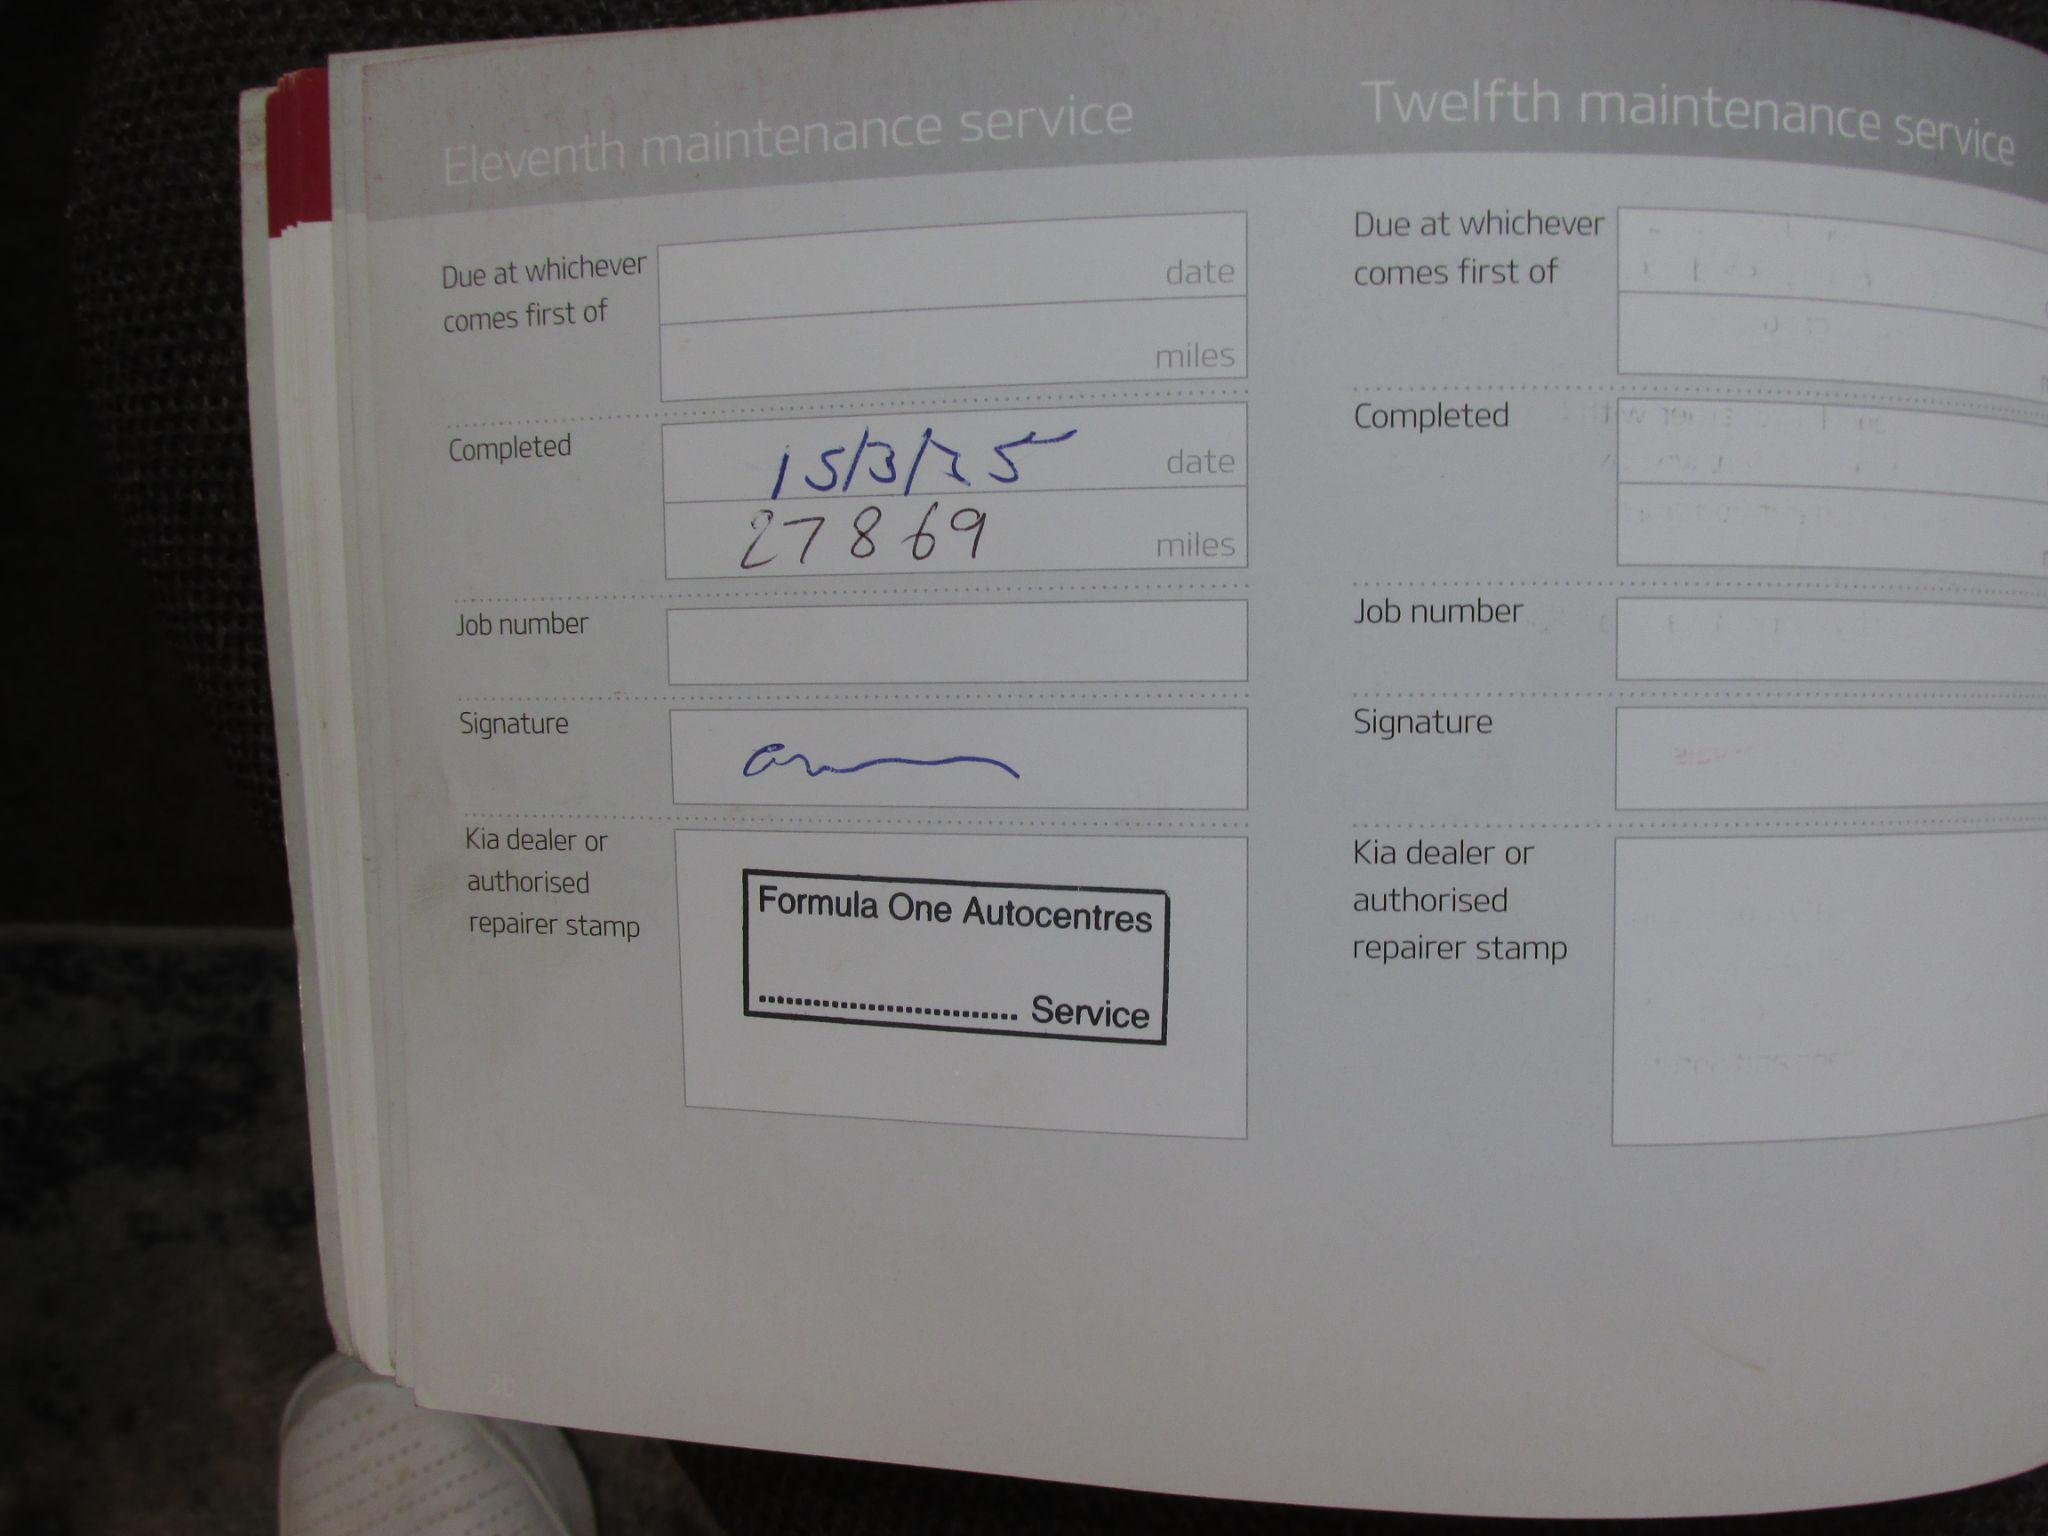 Eleventh maintenance service
Due at whichever
comes first of
date
miles
Completed
15/3/25
date
27869
miles
Job number
Signature
Kia dealer or
authorised
repairer stamp
Formula One Autocentres
........................... Service
20
Twelfth maintenance service
Due at whichever
comes first of
Completed
Job number
Signature
Kia dealer or
authorised
repairer stamp